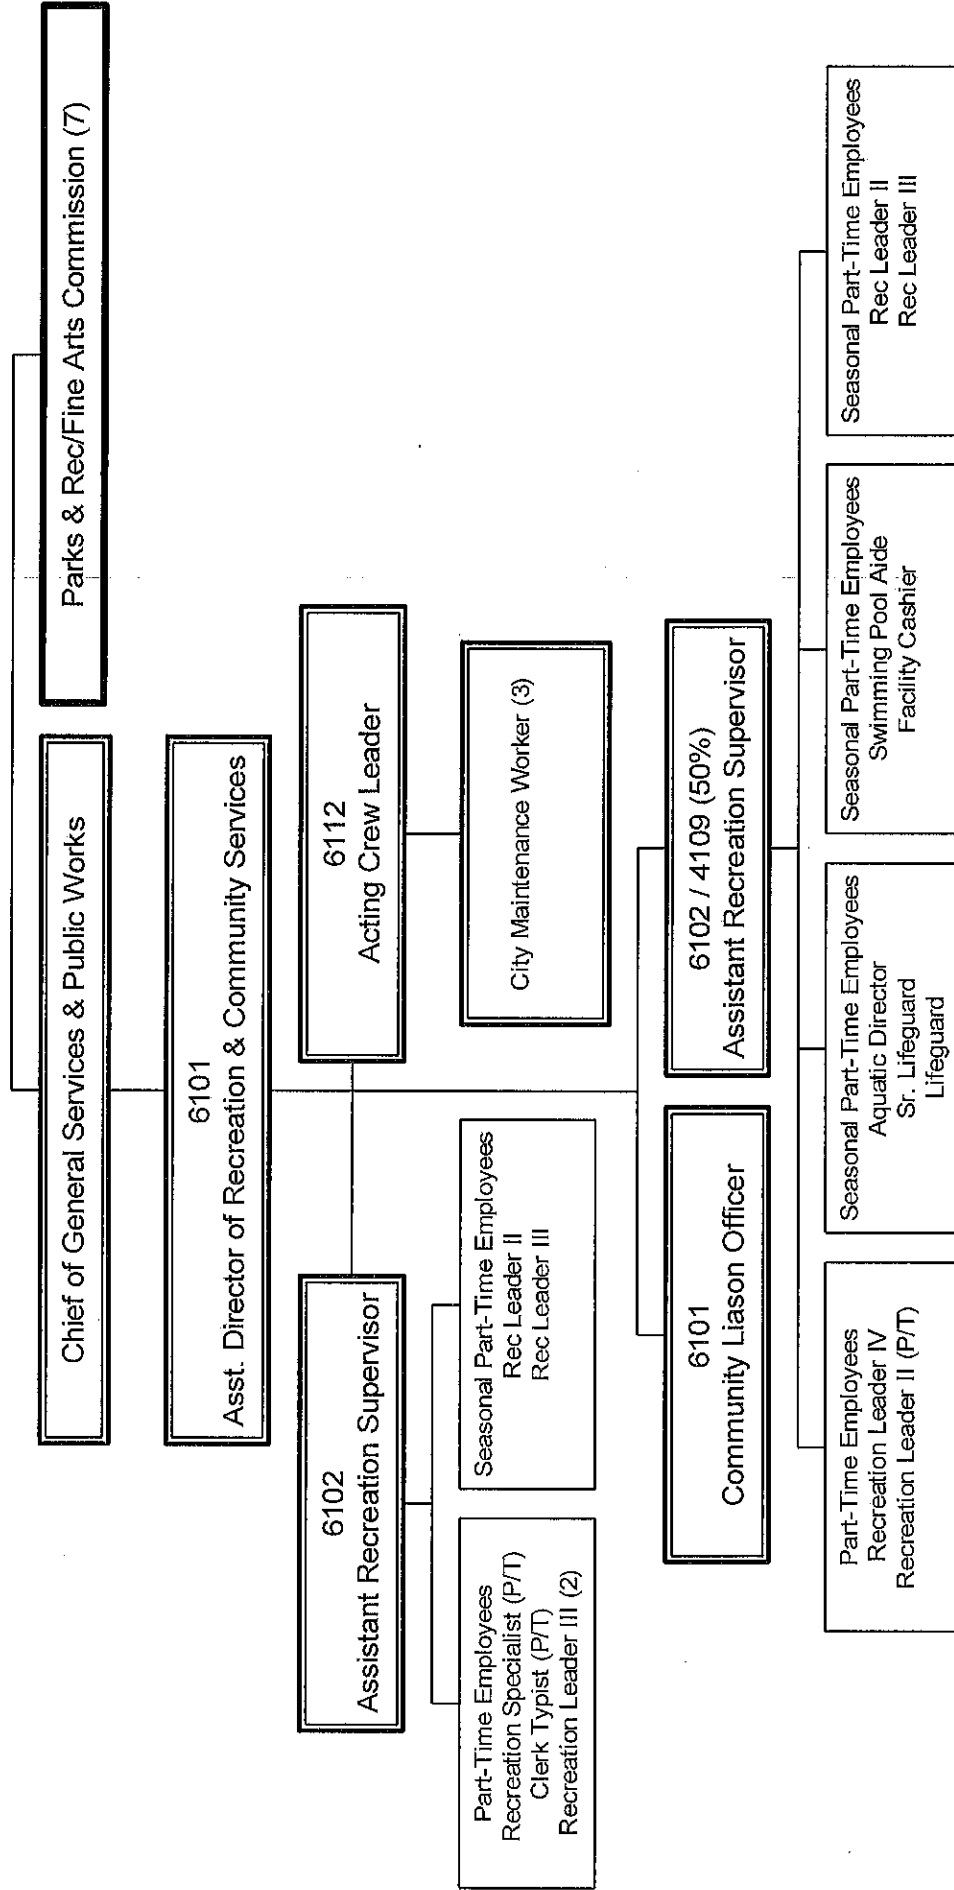 Chief of General Services & Public Works
Parks & Rec/Fine Arts Commission (7)
6101
Asst. Director of Recreation & Community Services
6102
Assistant Recreation Supervisor
6112
Acting Crew Leader
Part-Time Employees
Recreation Specialist (P/T)
Clerk Typist (P/T)
Recreation Leader III (2)
Seasonal Part-Time Employees
Rec Leader II
Rec Leader III
City Maintenance Worker (3)
6101
Community Liason Officer
6102 / 4109 (50%)
Assistant Recreation Supervisor
Part-Time Employees
Recreation Leader IV
Recreation Leader II (P/T)
Seasonal Part-Time Employees
Aquatic Director
Sr. Lifeguard
Lifeguard
Seasonal Part-Time Employees
Swimming Pool Aide
Facility Cashier
Seasonal Part-Time Employees
Rec Leader II
Rec Leader III